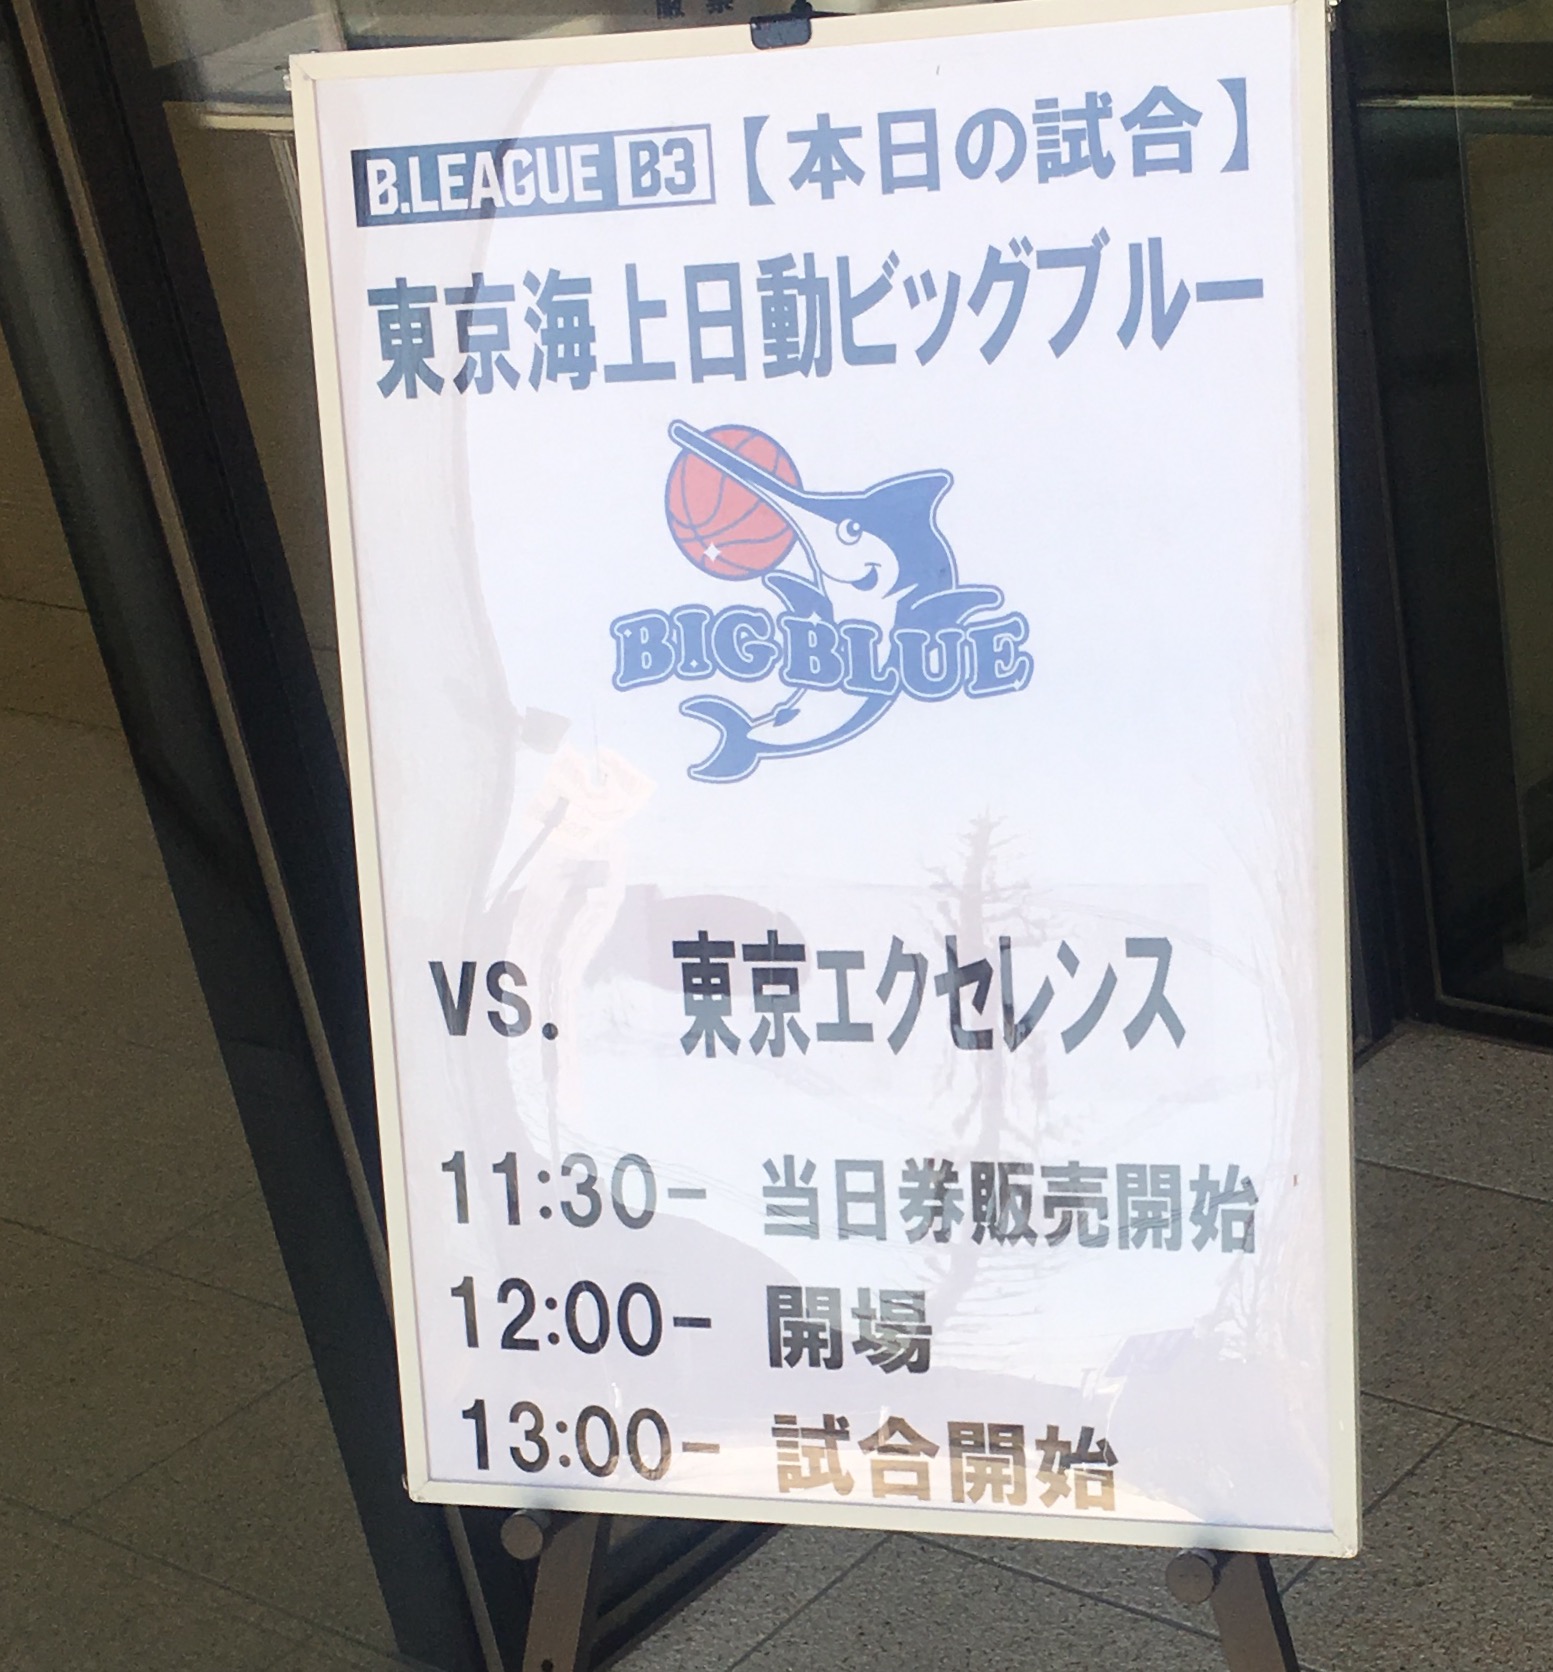 B.LEAGUE B3 【本日の試合】
東京海上日動ビッグブルー
BIGBLUE
vs. 東京エクセレンス
11:30- 当日券販売開始
12:00- 開場
13:00- 試合開始